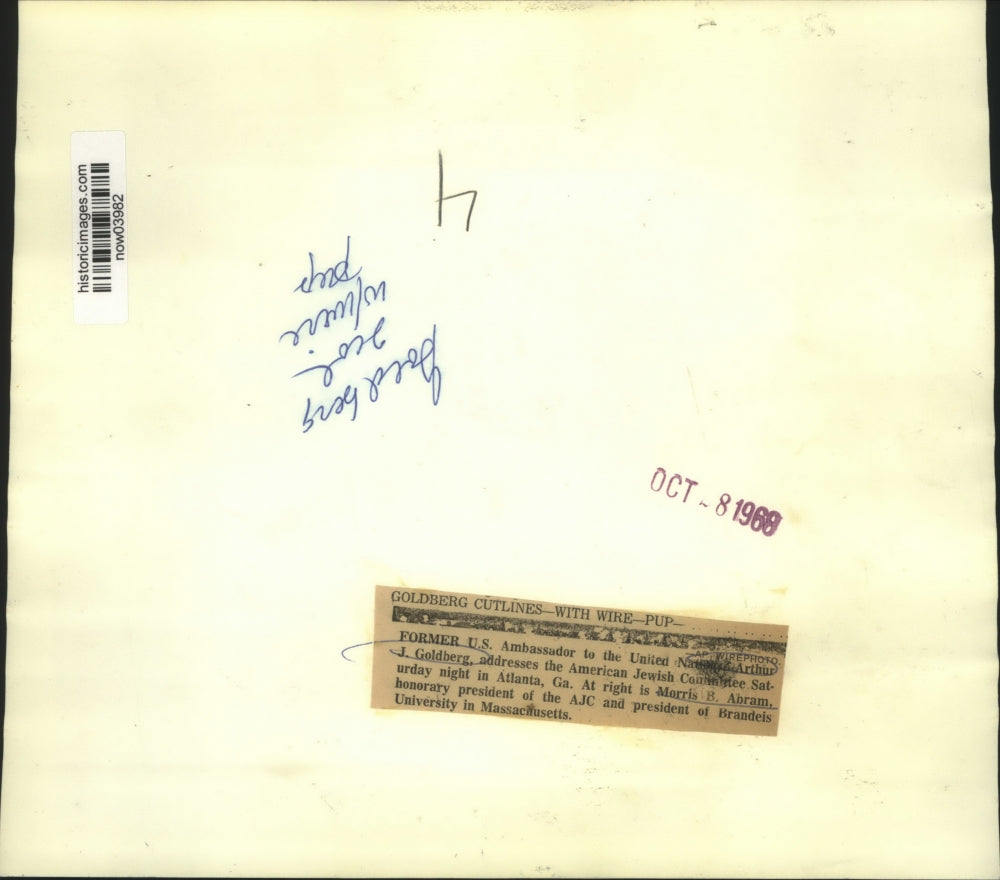 historicimages.com
now03982
4
Goldberg
2 col
w/wire
pup
OCT - 8 1968
GOLDBERG CUTLINES—WITH WIRE—PUP—
AP WIREPHOTO
FORMER U.S. Ambassador to the United Nations Arthur
J. Goldberg, addresses the American Jewish Committee Sat-
urday night in Atlanta, Ga. At right is Morris B. Abram,
honorary president of the AJC and president of Brandeis
University in Massachusetts.